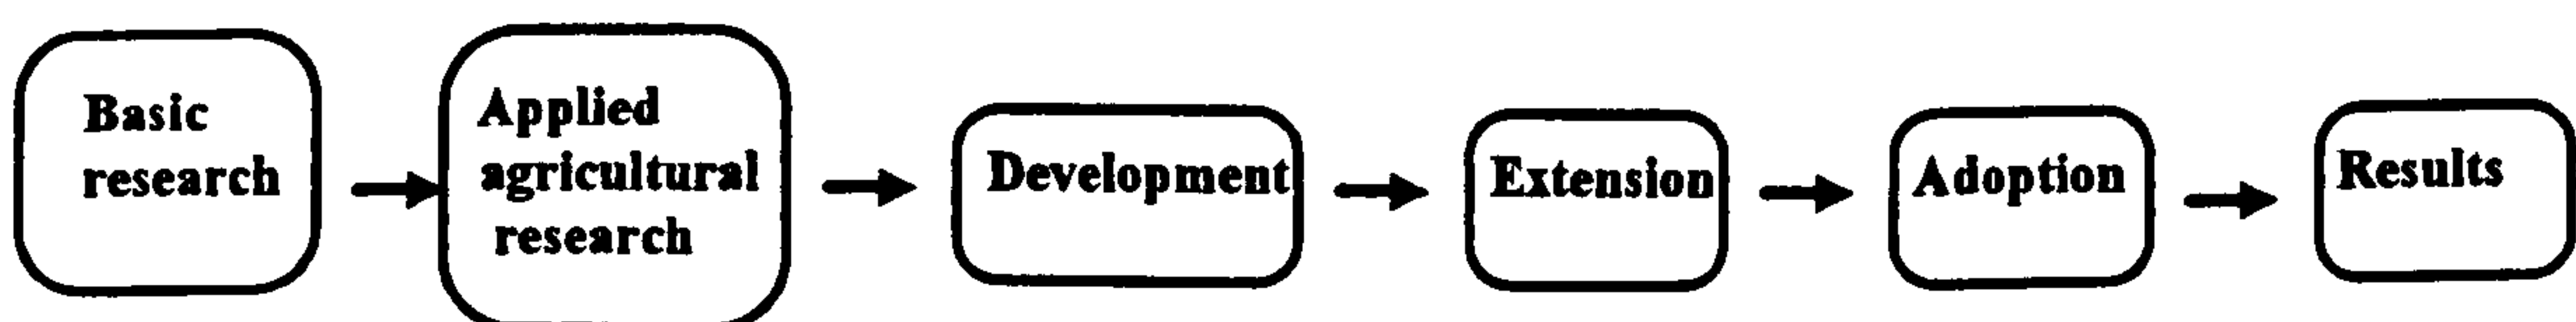 Basic
research
Applied
agricultural
research
Development
Extension
Adoption
Results